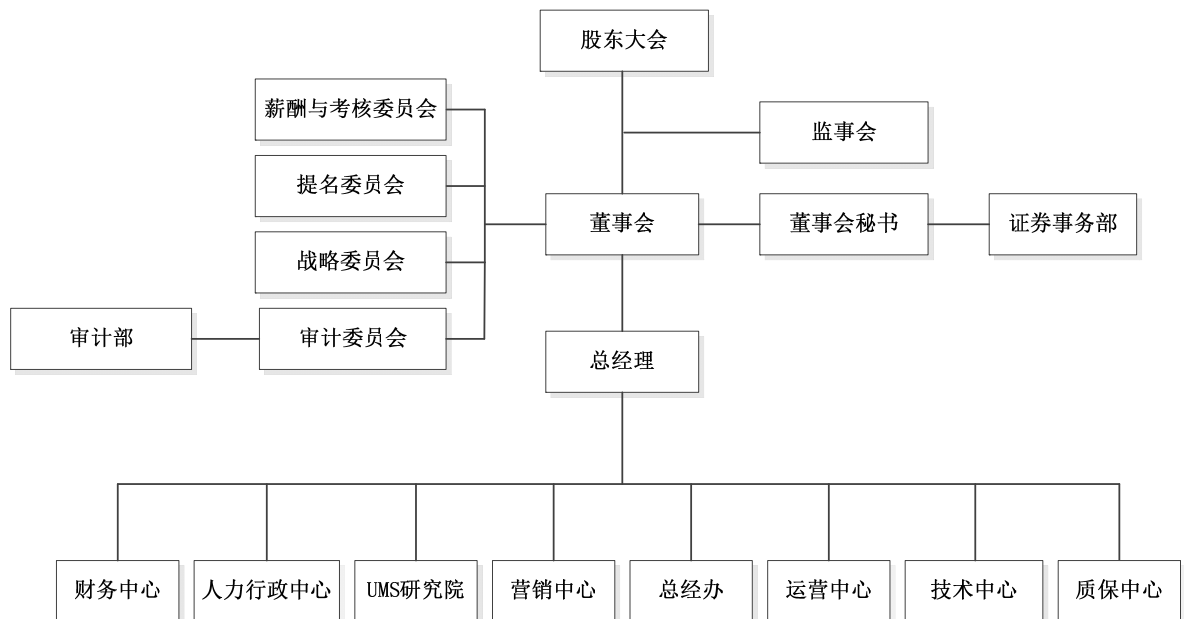 股东大会
薪酬与考核委员会
监事会
提名委员会
董事会
董事会秘书
证券事务部
战略委员会
审计部
审计委员会
总经理
财务中心
人力行政中心
UMS研究院
营销中心
总经办
运营中心
技术中心
质保中心